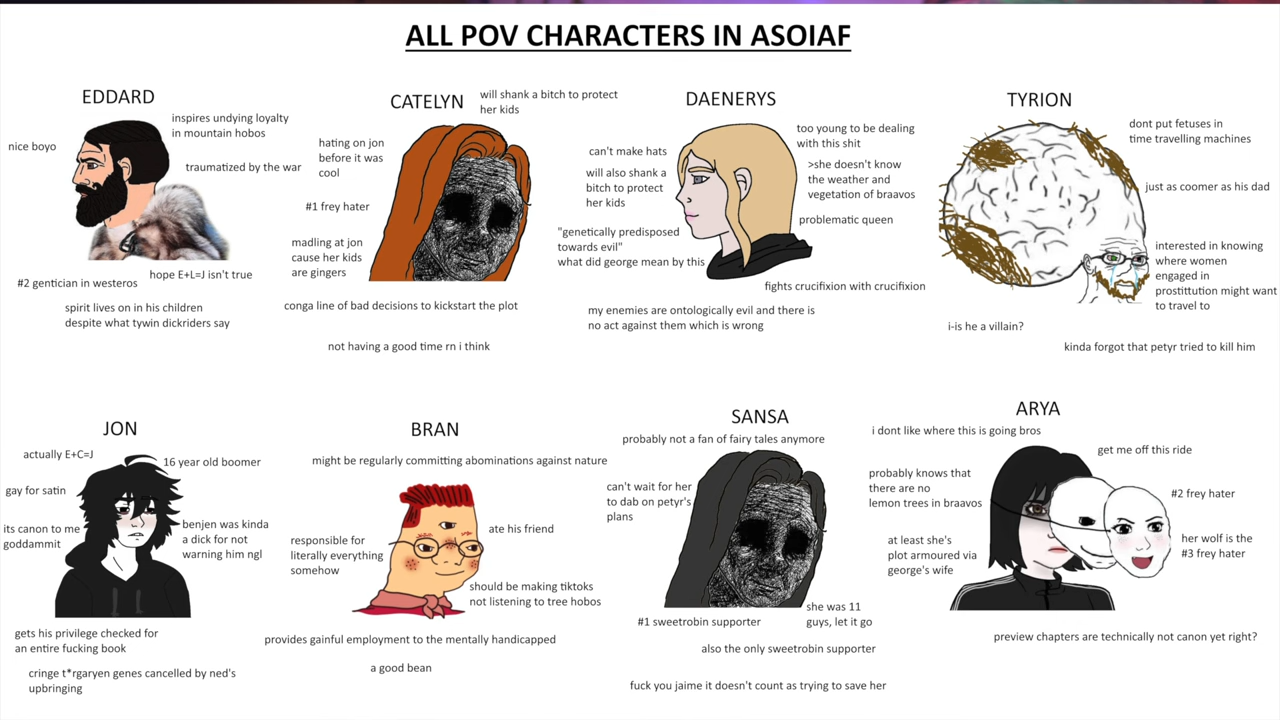 ALL POV CHARACTERS IN ASOIAF
EDDARD
inspires undying loyalty
in mountain hobos
nice boyo
traumatized by the war
hope E+L=J isn't true
#2 gentician in westeros
spirit lives on in his children
despite what tywin dickriders say
CATELYN
will shank a bitch to protect
her kids
hating on jon
before it was
cool
#1 frey hater
madling at jon
cause her kids
are gingers
conga line of bad decisions to kickstart the plot
not having a good time rn i think
DAENERYS
too young to be dealing
with this shit
can't make hats
>she doesn't know
the weather and
vegetation of braavos
will also shank a
bitch to protect
her kids
problematic queen
"genetically predisposed
towards evil"
what did george mean by this
fights crucifixion with crucifixion
my enemies are ontologically evil and there is
no act against them which is wrong
TYRION
dont put fetuses in
time travelling machines
just as coomer as his dad
interested in knowing
where women
engaged in
prostitution might want
to travel to
i-is he a villain?
kinda forgot that petyr tried to kill him
JON
actually E+C=J
16 year old boomer
gay for satin
its canon to me
goddammit
benjen was kinda
a dick for not
warning him ngl
gets his privilege checked for
an entire fucking book
cringe t*rgaryen genes cancelled by ned's
upbringing
BRAN
might be regularly committing abominations against nature
ate his friend
responsible for
literally everything
somehow
should be making tiktoks
not listening to tree hobos
provides gainful employment to the mentally handicapped
a good bean
SANSA
probably not a fan of fairy tales anymore
can't wait for her
to dab on petyr's
plans
she was 11
guys, let it go
#1 sweetrobin supporter
also the only sweetrobin supporter
fuck you jaime it doesn't count as trying to save her
ARYA
i dont like where this is going bros
get me off this ride
probably knows that
there are no
lemon trees in braavos
#2 frey hater
at least she's
plot armoured via
george's wife
her wolf is the
#3 frey hater
preview chapters are technically not canon yet right?